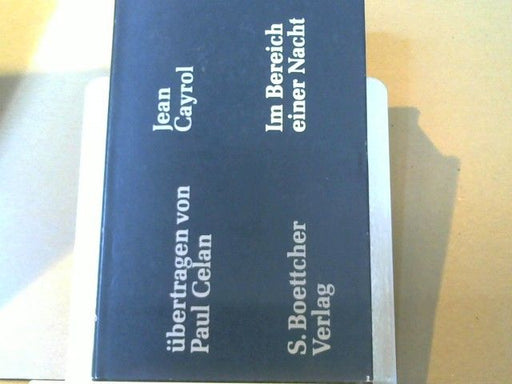 Jean
Cayrol
Im Bereich
einer Nacht
übertragen von
Paul Celan
S. Boettcher
Verlag